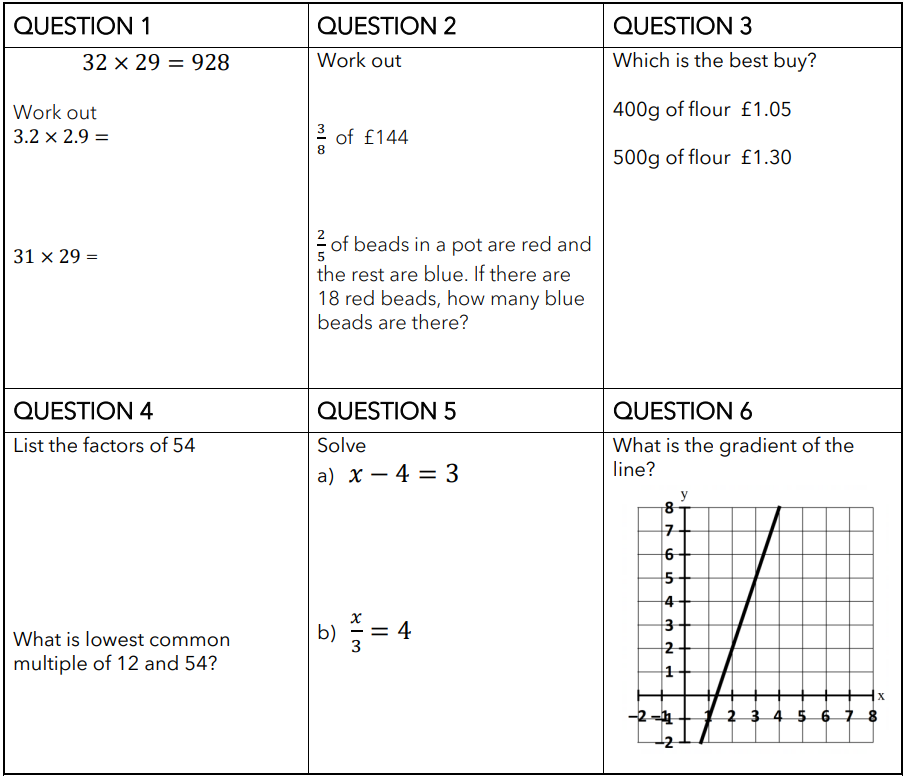 QUESTION 1
32 × 29 = 928
Work out
3.2 × 2.9 =
31 × 29 =
QUESTION 2
Work out
3/8 of £144
2/5 of beads in a pot are red and
the rest are blue. If there are
18 red beads, how many blue
beads are there?
QUESTION 3
Which is the best buy?
400g of flour £1.05
500g of flour £1.30
QUESTION 4
List the factors of 54
What is lowest common
multiple of 12 and 54?
QUESTION 5
Solve
a) x − 4 = 3
b) x/3 = 4
QUESTION 6
What is the gradient of the
line?
y
8
7
6
5
4
3
2
1
x
−2 −1 1 2 3 4 5 6 7 8
−1
−2